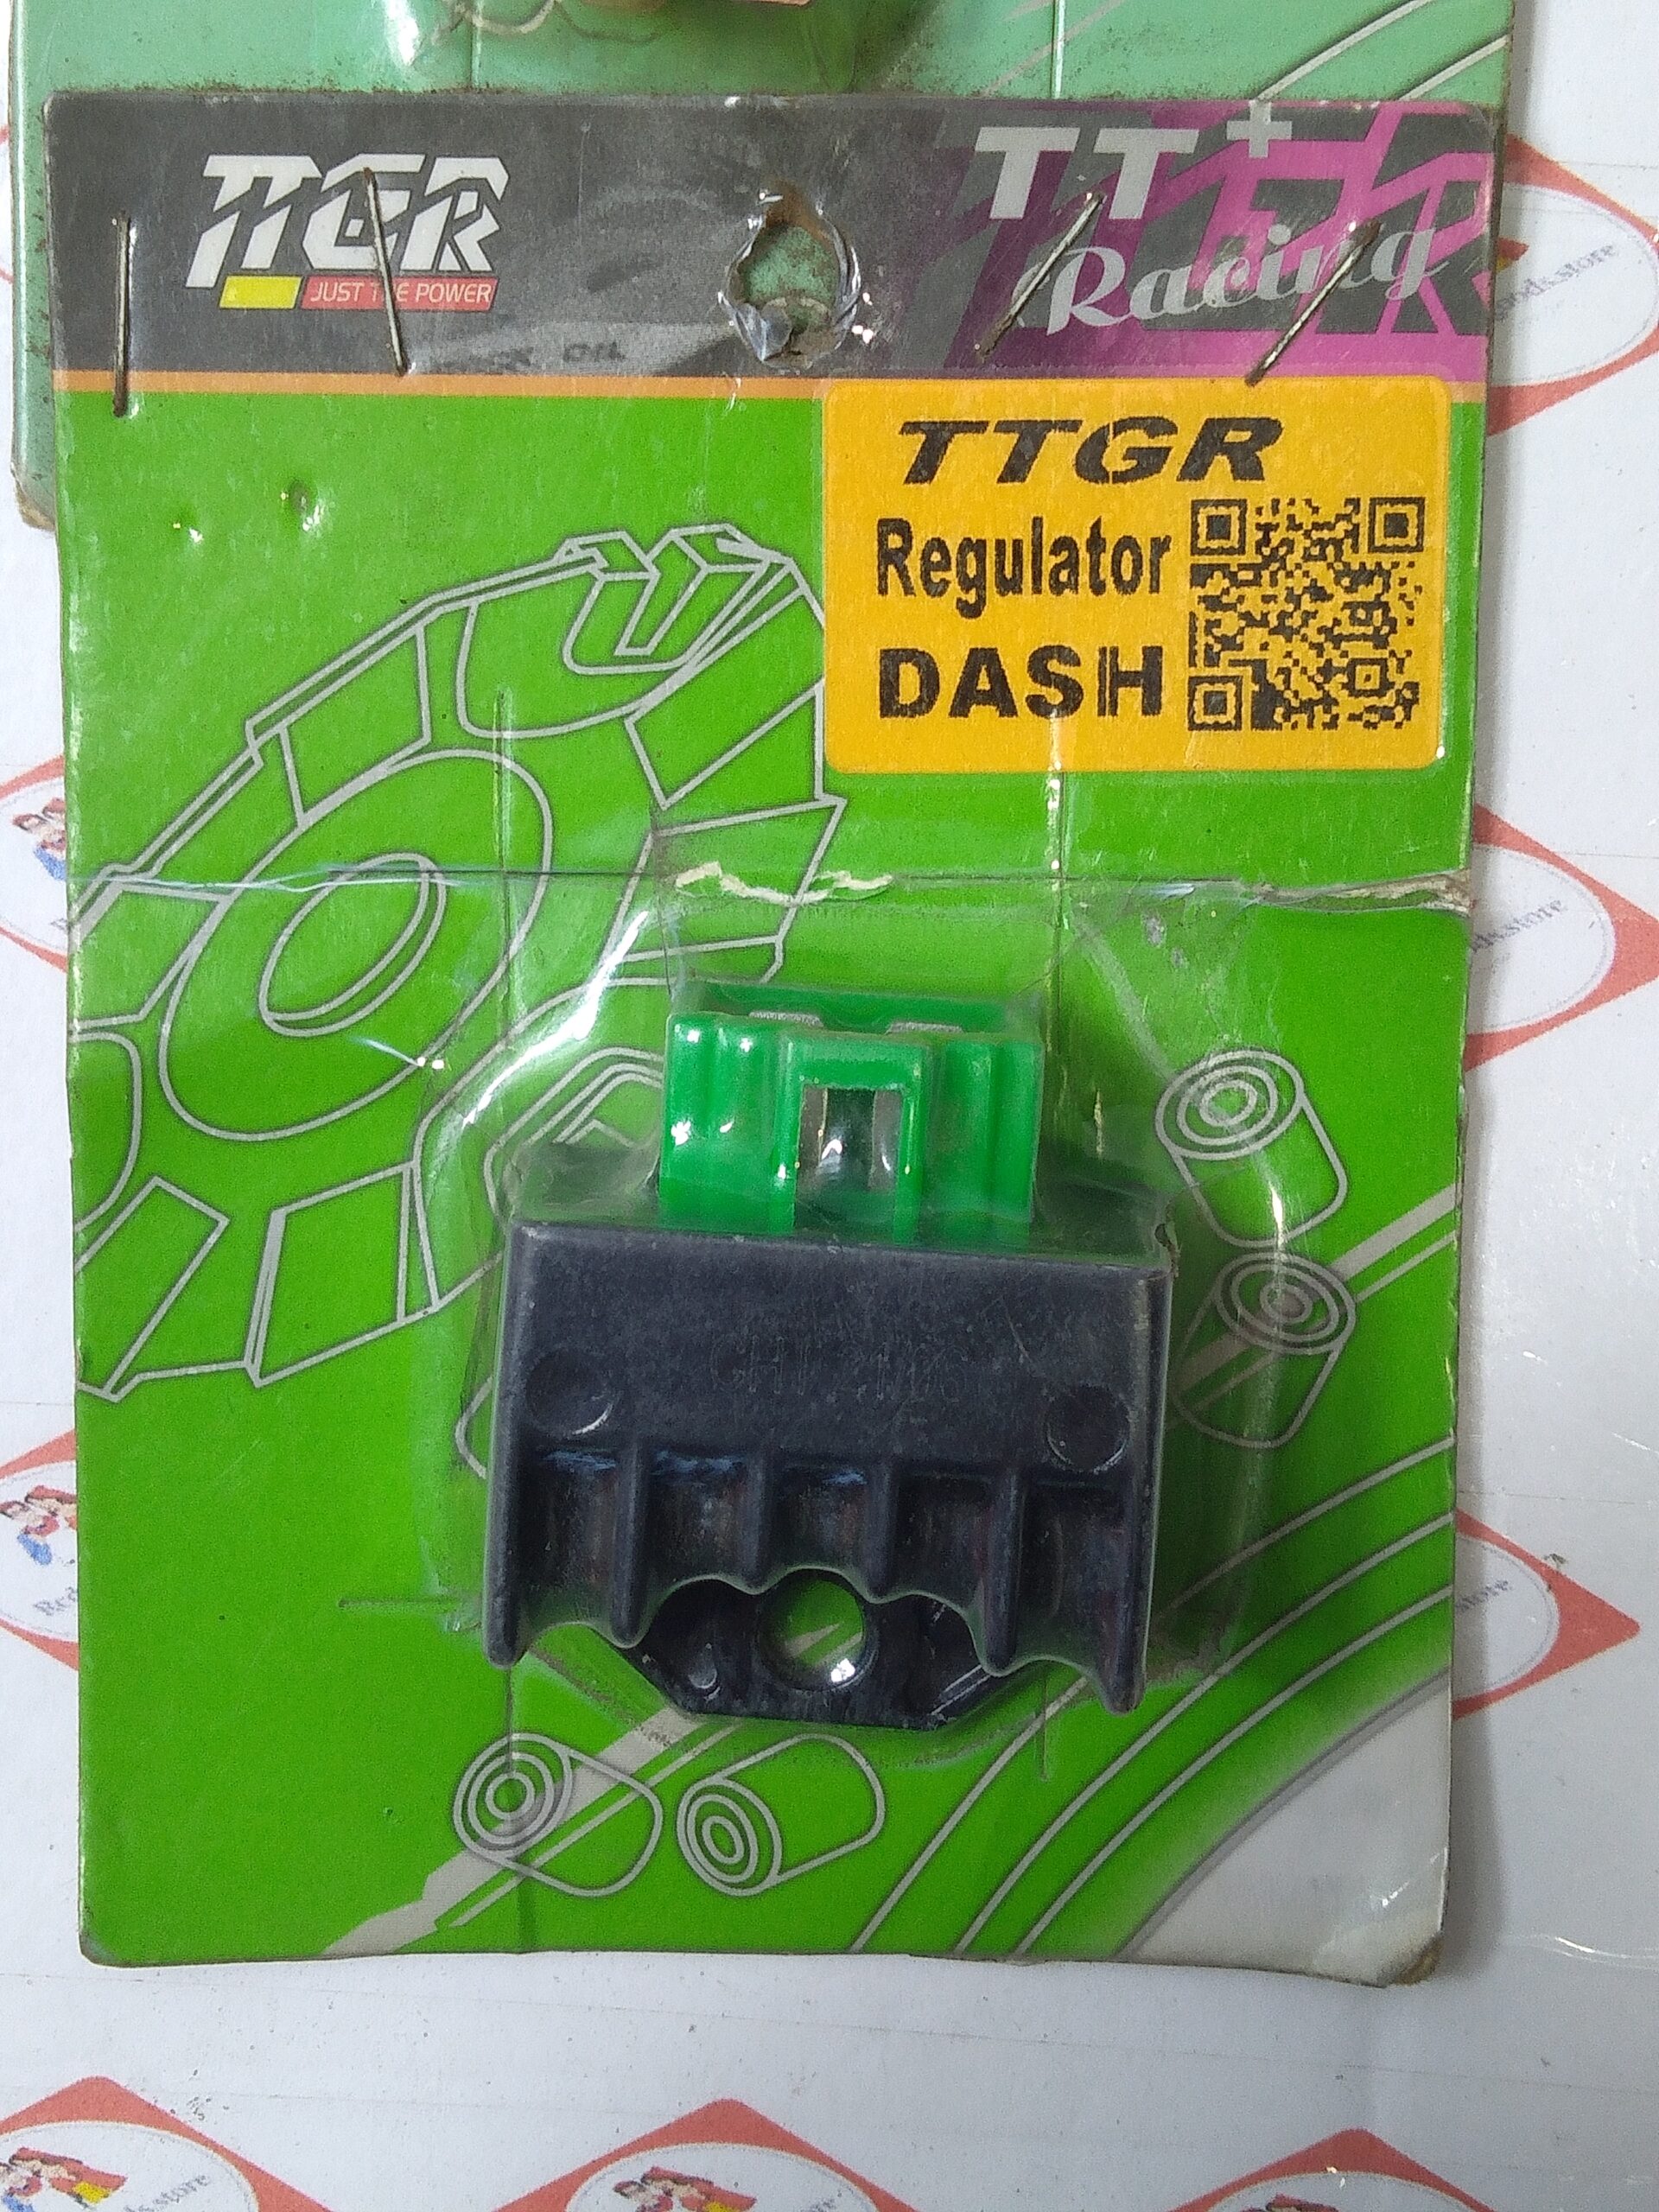 TTGR
JUST THE POWER
TT+
Racing
TTGR
Regulator
DASH